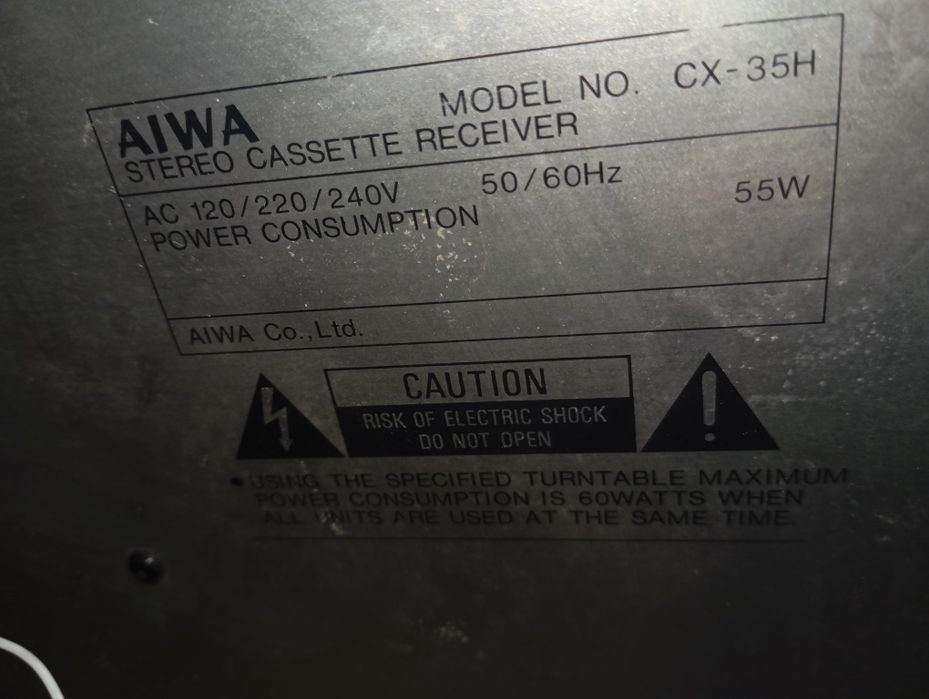 AIWA MODEL NO. CX-35H
STEREO CASSETTE RECEIVER
AC 120/220/240V 50/60Hz
POWER CONSUMPTION 55W
AIWA Co.,Ltd.
CAUTION
RISK OF ELECTRIC SHOCK
DO NOT OPEN
• USING THE SPECIFIED TURNTABLE MAXIMUM
POWER CONSUMPTION IS 60WATTS WHEN
ALL UNITS ARE USED AT THE SAME TIME.